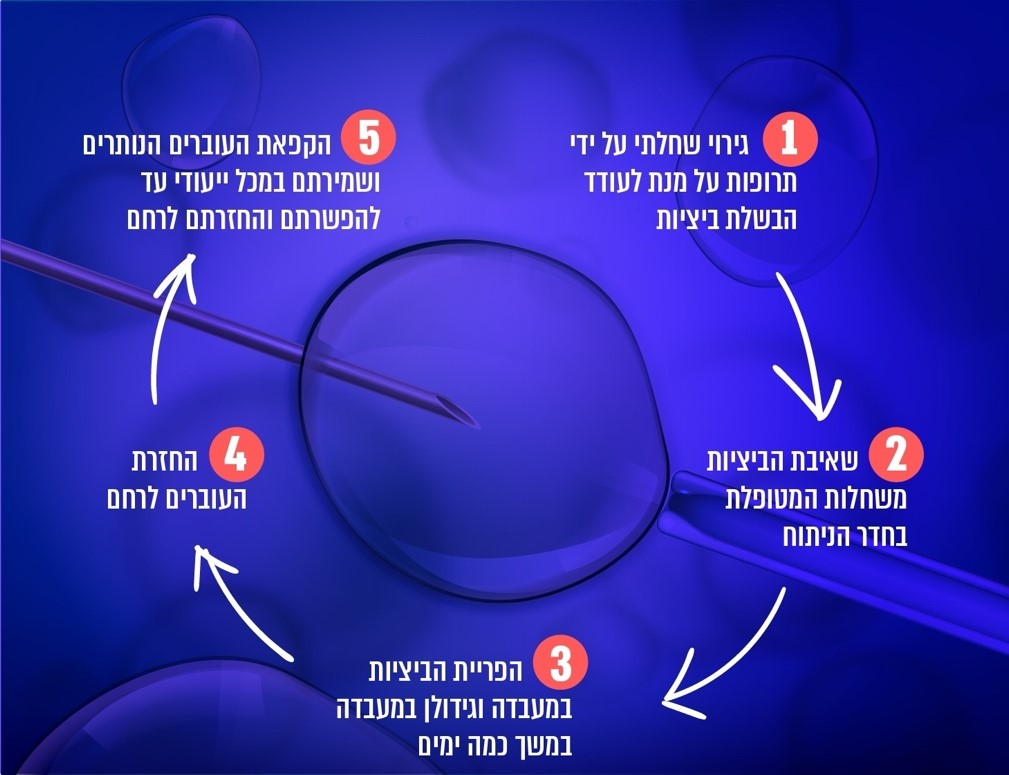 1 גירוי שחלתי על ידי
תרופות על מנת לעודד
הבשלת ביציות
2 שאיבת הביציות
משחלות המטופלת
בחדר הניתוח
3 הפריית הביציות
במעבדה וגידולן במעבדה
במשך כמה ימים
4 החזרת
העוברים לרחם
5 הקפאת העוברים הנותרים
ושמירתם במכל ייעודי עד
להפשרתם והחזרתם לרחם